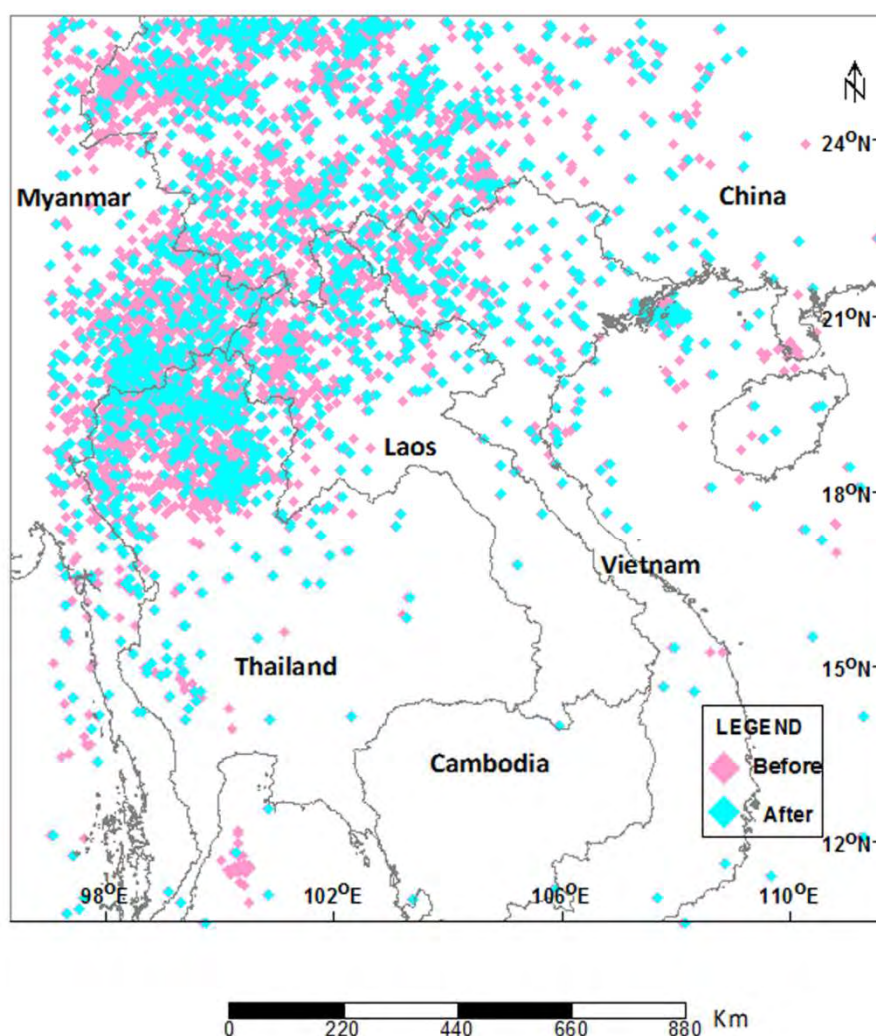 N
24°N
Myanmar
China
21°N
Laos
18°N
Vietnam
Thailand
15°N
LEGEND
Cambodia
Before
After
12°N
98°E
102°E
106°E
110°E
0 220 440 660 880 Km